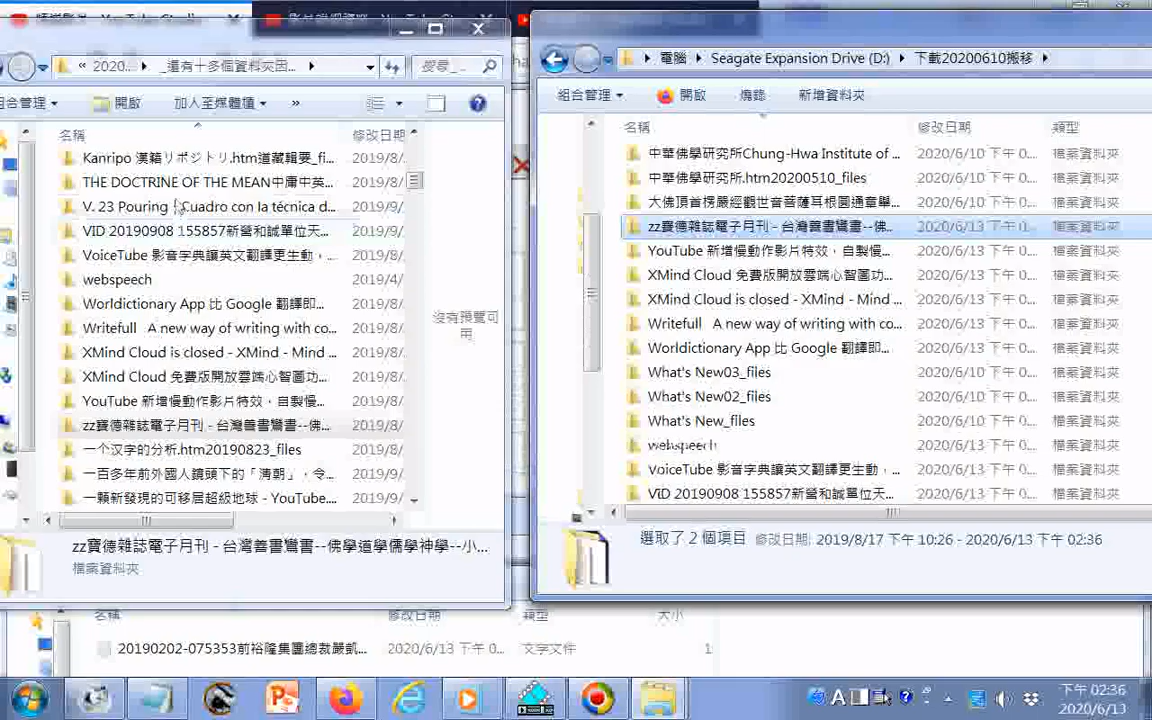 « 2020...
_還有十多個資料夾因...
搜尋_...
組合管理
開啟
加入至媒體櫃
»
名稱
修改日期
Kanripo 漢籍リポジトリ.htm道藏輯要_fi...
2019/8/
THE DOCTRINE OF THE MEAN中庸中英...
2019/8/
V. 23 Pouring
Cuadro con la técnica d...
2019/9/
VID 20190908 155857新營和誠單位天...
2019/9/
VoiceTube 影音字典讓英文翻譯更生動，...
2019/8/
webspeech
2019/4/
Worldictionary App 比 Google 翻譯即...
2019/8/
Writefull A new way of writing with co...
2019/8/
XMind Cloud is closed - XMind - Mind ...
2019/8/
XMind Cloud 免費版開放雲端心智圖功...
2019/8/
YouTube 新增慢動作影片特效，自製慢...
2019/8/
zz寶德雜誌電子月刊 - 台灣善書鸞書--佛...
2019/8/
一个汉字的分析.htm20190823_files
2019/8/
一百多年前外國人鏡頭下的「清朝」，令...
2019/9/
一顆新發現的可移居超級地球 - YouTube...
2019/9/
沒有預覽可
用
zz寶德雜誌電子月刊 - 台灣善書鸞書--佛學道學儒學神學--小...
檔案資料夾
電腦
Seagate Expansion Drive (D:)
下載20200610搬移
組合管理
開啟
燒錄
新增資料夾
名稱
修改日期
類型
中華佛學研究所Chung-Hwa Institute of ...
2020/6/10 下午 0...
檔案資料夾
中華佛學研究所.htm20200510_files
2020/6/10 下午 0...
檔案資料夾
大佛頂首楞嚴經觀世音菩薩耳根圓通章舉...
2020/6/10 下午 0...
檔案資料夾
zz寶德雜誌電子月刊 - 台灣善書鸞書--佛...
2020/6/13 下午 0...
檔案資料夾
YouTube 新增慢動作影片特效，自製慢...
2020/6/13 下午 0...
檔案資料夾
XMind Cloud 免費版開放雲端心智圖功...
2020/6/13 下午 0...
檔案資料夾
XMind Cloud is closed - XMind - Mind ...
2020/6/13 下午 0...
檔案資料夾
Writefull A new way of writing with co...
2020/6/13 下午 0...
檔案資料夾
Worldictionary App 比 Google 翻譯即...
2020/6/13 下午 0...
檔案資料夾
What's New03_files
2020/6/13 下午 0...
檔案資料夾
What's New02_files
2020/6/13 下午 0...
檔案資料夾
What's New_files
2020/6/13 下午 0...
檔案資料夾
webspeech
2020/6/13 下午 0...
檔案資料夾
VoiceTube 影音字典讓英文翻譯更生動，...
2020/6/13 下午 0...
檔案資料夾
VID 20190908 155857新營和誠單位天...
2020/6/13 下午 0...
檔案資料夾
選取了 2 個項目
修改日期: 2019/8/17 下午 10:26 - 2020/6/13 下午 02:36
名稱
修改日期
類型
大小
20190202-075353前裕隆集團總裁嚴凱...
2020/6/13 下午 0...
文字文件
1
下午 02:36
2020/6/13